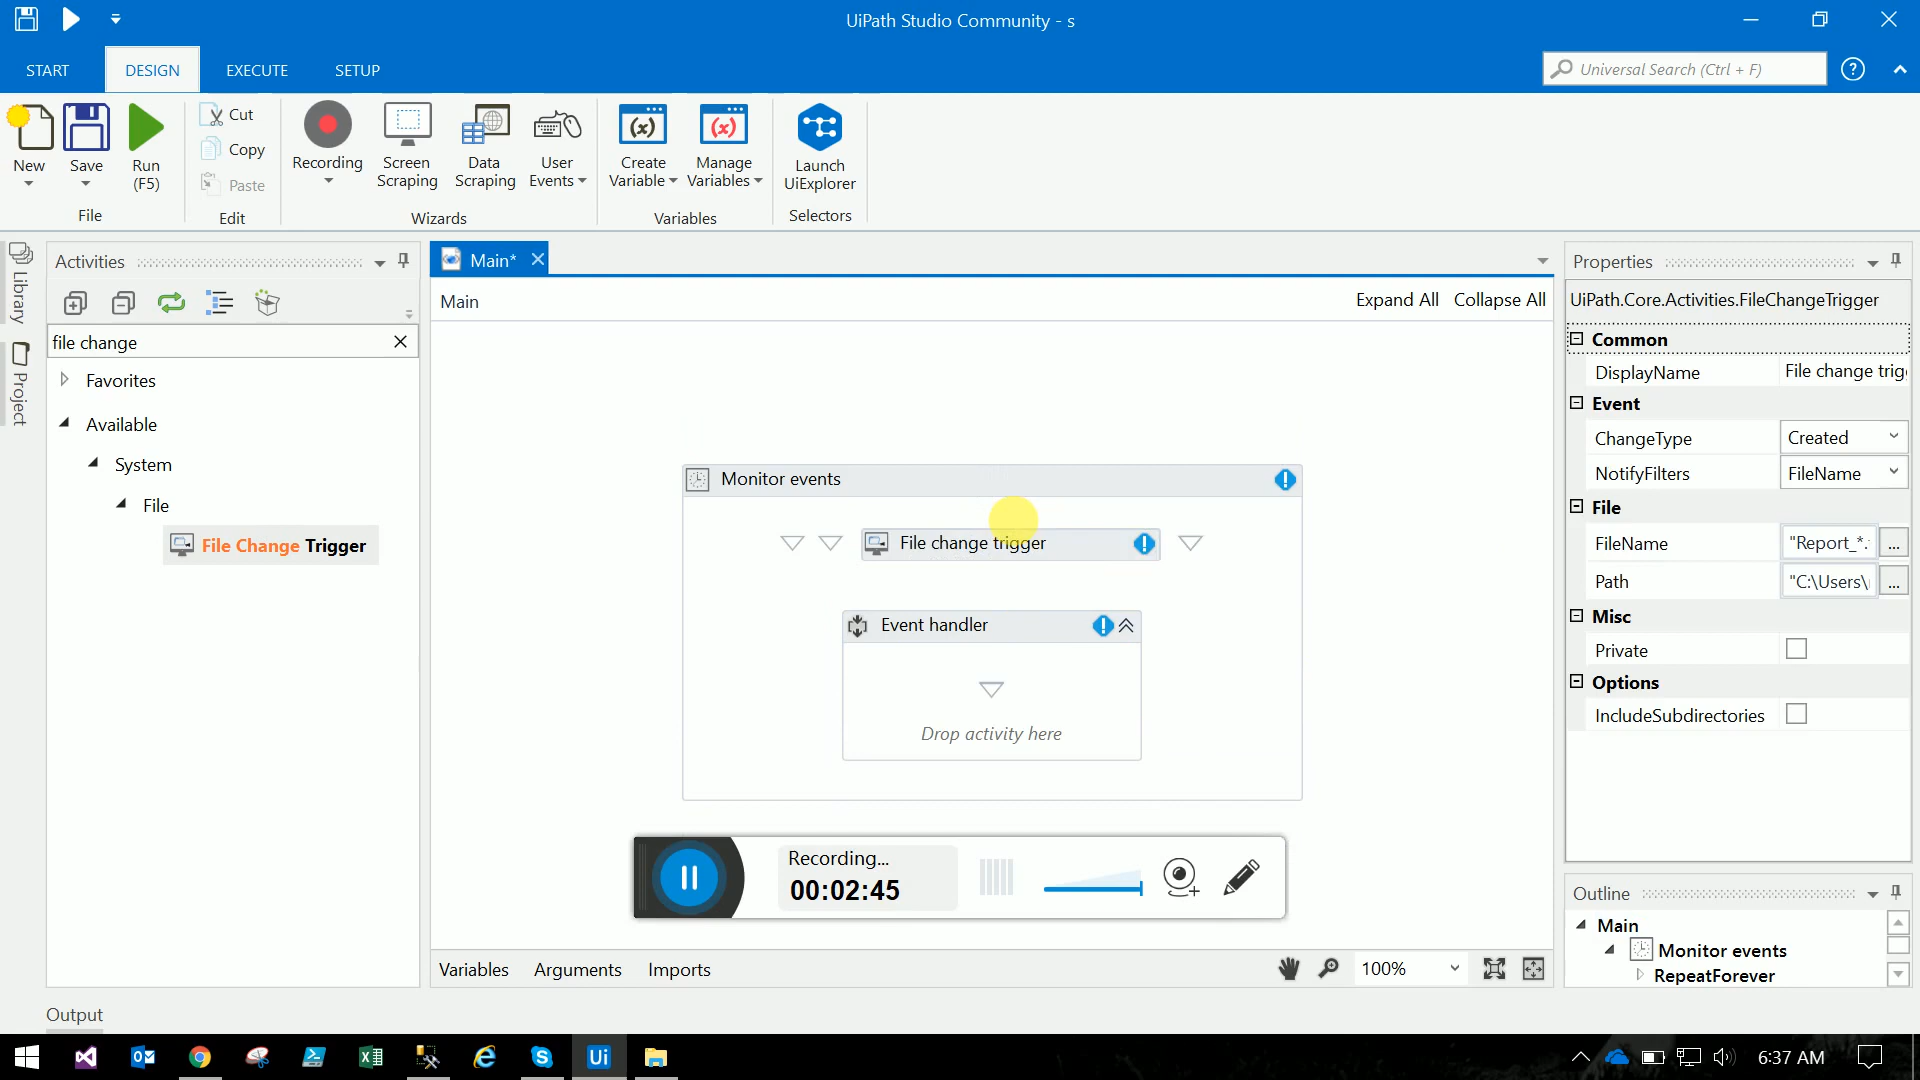 UiPath Studio Community - s
START
DESIGN
EXECUTE
SETUP
Universal Search (Ctrl + F)
New
Save
Run
(F5)
File
Cut
Copy
Paste
Edit
Recording
Screen
Scraping
Data
Scraping
User
Events
Wizards
Create
Variable
Manage
Variables
Variables
Launch
UiExplorer
Selectors
Library
Project
Activities
file change
Favorites
Available
System
File
File Change Trigger
Main*
Main
Expand All
Collapse All
Monitor events
File change trigger
Event handler
Drop activity here
Recording...
00:02:45
Variables
Arguments
Imports
100%
Properties
UiPath.Core.Activities.FileChangeTrigger
Common
DisplayName
File change trig
Event
ChangeType
Created
NotifyFilters
FileName
File
FileName
"Report_*.
...
Path
"C:\Users\
...
Misc
Private
Options
IncludeSubdirectories
Outline
Main
Monitor events
RepeatForever
Output
Ui
6:37 AM